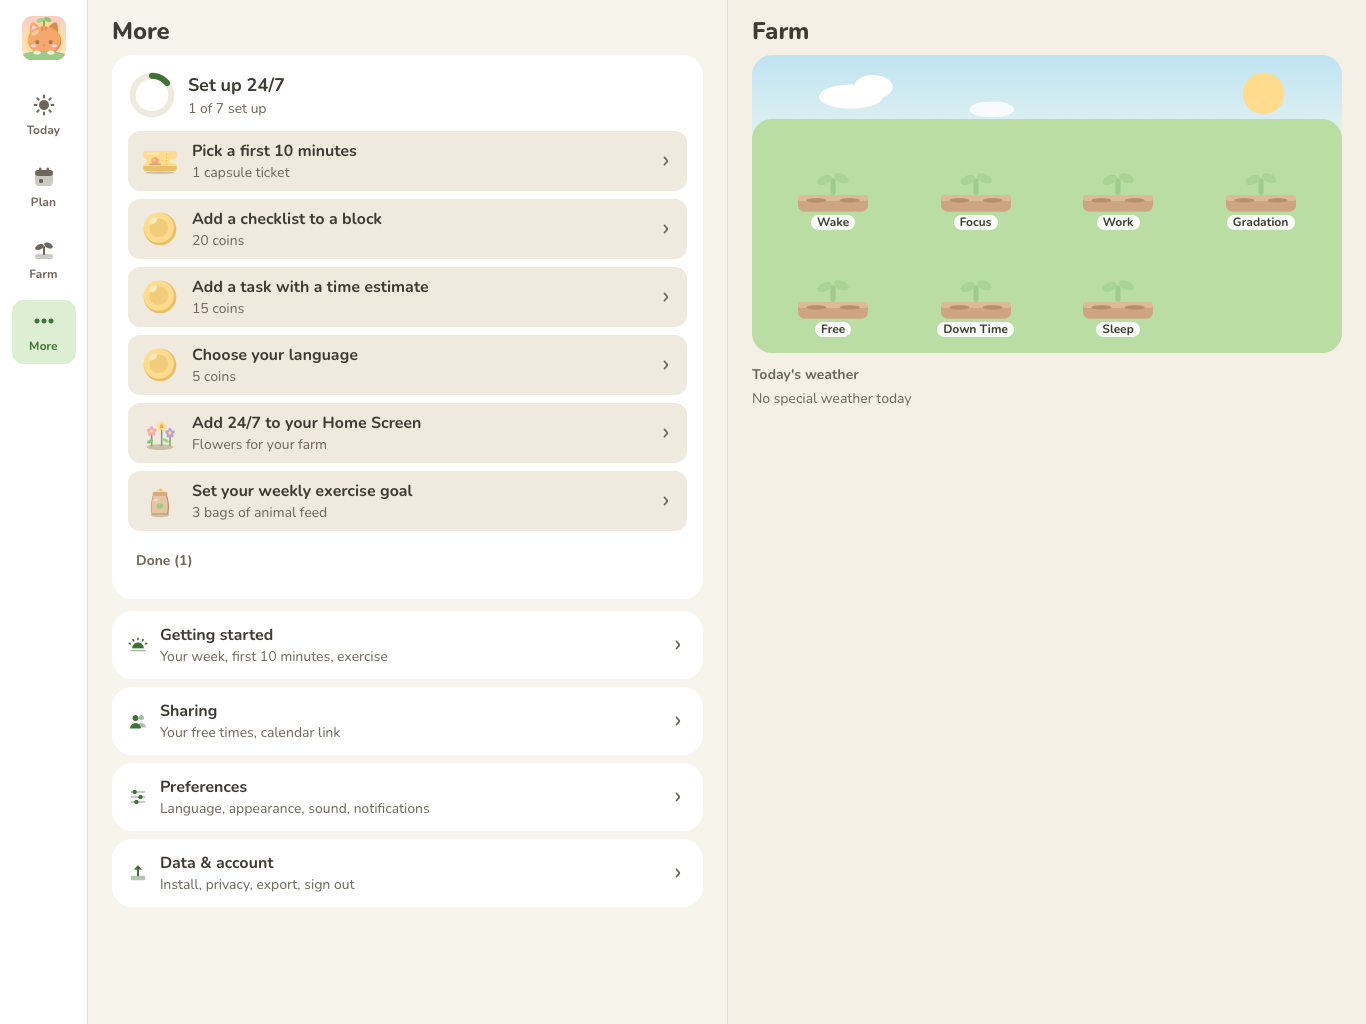 Today
Plan
Farm
More
More
Set up 24/7
1 of 7 set up
Pick a first 10 minutes
1 capsule ticket
Add a checklist to a block
20 coins
Add a task with a time estimate
15 coins
Choose your language
5 coins
Add 24/7 to your Home Screen
Flowers for your farm
Set your weekly exercise goal
3 bags of animal feed
Done (1)
Getting started
Your week, first 10 minutes, exercise
Sharing
Your free times, calendar link
Preferences
Language, appearance, sound, notifications
Data & account
Install, privacy, export, sign out
Farm
Wake
Focus
Work
Gradation
Free
Down Time
Sleep
Today's weather
No special weather today